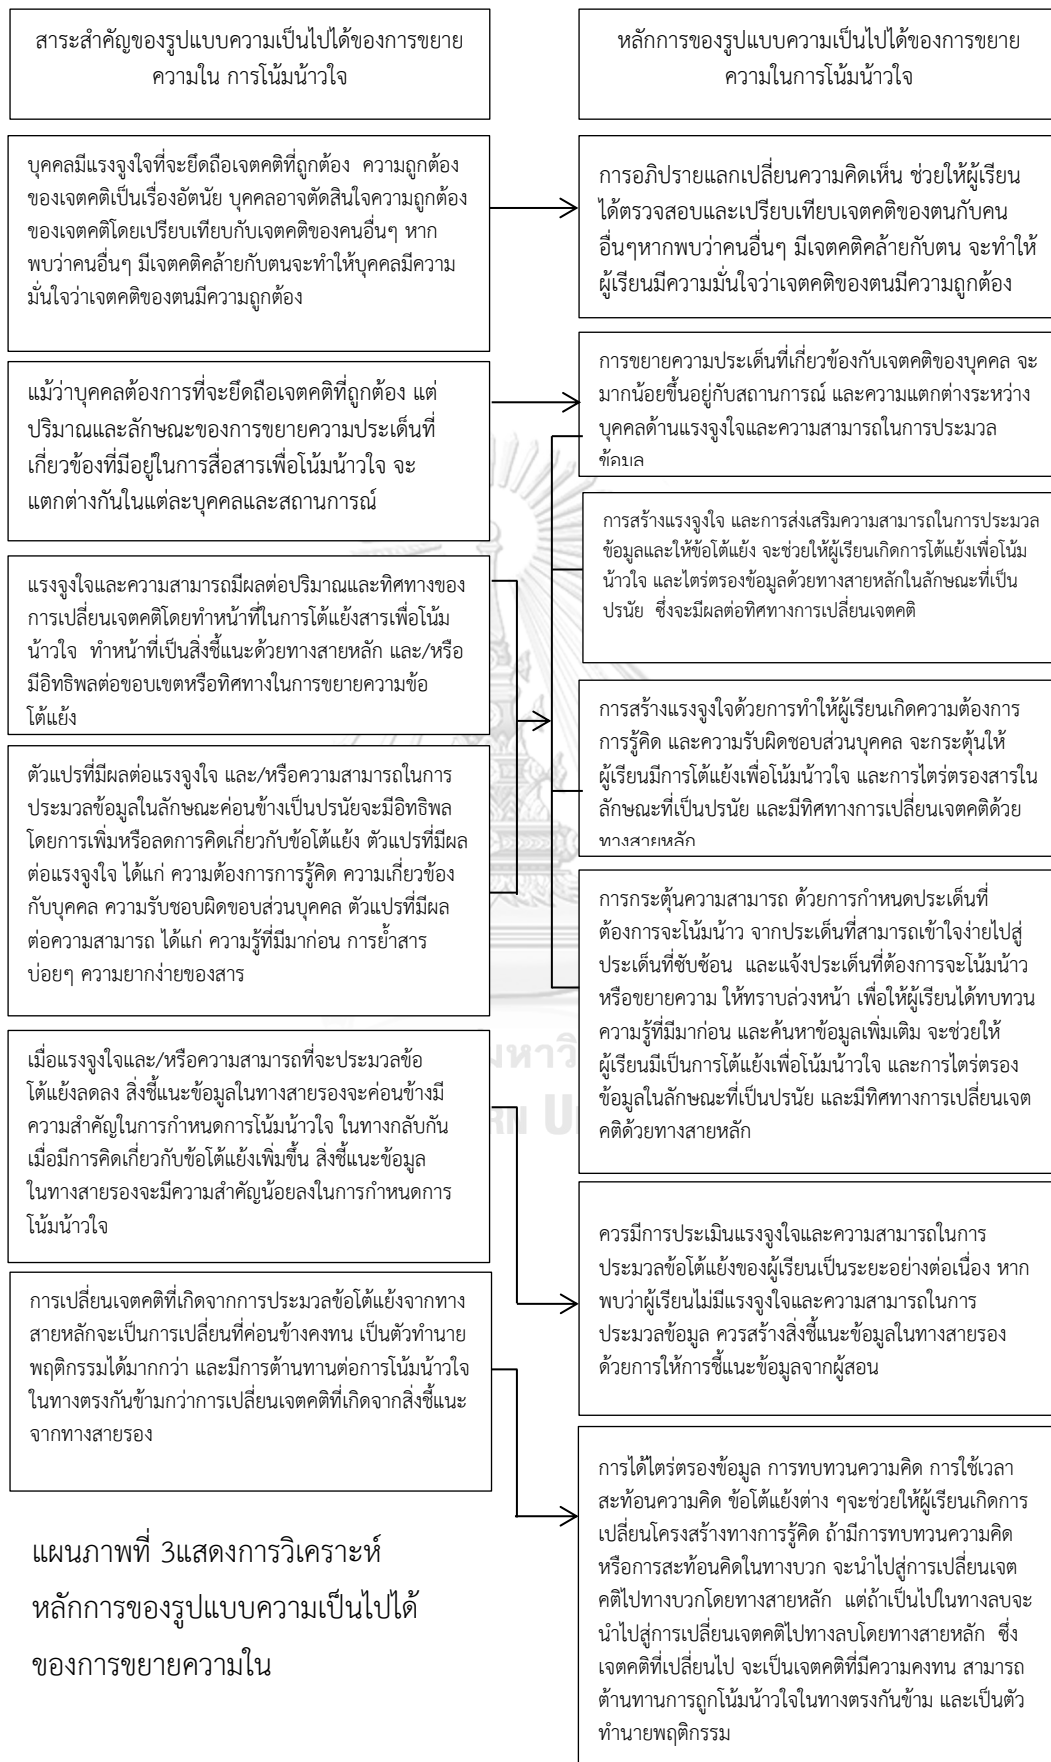 สาระสำคัญของรูปแบบความเป็นไปได้ของการขยาย
ความใน การโน้มน้าวใจ
หลักการของรูปแบบความเป็นไปได้ของการขยาย
ความในการโน้มน้าวใจ
บุคคลมีแรงจูงใจที่จะยึดถือเจตคติที่ถูกต้อง ความถูกต้อง
ของเจตคติเป็นเรื่องอัตนัย บุคคลอาจตัดสินใจความถูกต้อง
ของเจตคติโดยเปรียบเทียบกับเจตคติของคนอื่นๆ หาก
พบว่าคนอื่นๆ มีเจตคติคล้ายกับตนจะทำให้บุคคลมีความ
มั่นใจว่าเจตคติของตนมีความถูกต้อง
การอภิปรายแลกเปลี่ยนความคิดเห็น ช่วยให้ผู้เรียน
ได้ตรวจสอบและเปรียบเทียบเจตคติของตนกับคน
อื่นๆหากพบว่าคนอื่นๆ มีเจตคติคล้ายกับตน จะทำให้
ผู้เรียนมีความมั่นใจว่าเจตคติของตนมีความถูกต้อง
แม้ว่าบุคคลต้องการที่จะยึดถือเจตคติที่ถูกต้อง แต่
ปริมาณและลักษณะของการขยายความประเด็นที่
เกี่ยวข้องที่มีอยู่ในการสื่อสารเพื่อโน้มน้าวใจ จะ
แตกต่างกันในแต่ละบุคคลและสถานการณ์
การขยายความประเด็นที่เกี่ยวข้องกับเจตคติของบุคคล จะ
มากน้อยขึ้นอยู่กับสถานการณ์ และความแตกต่างระหว่าง
บุคคลด้านแรงจูงใจและความสามารถในการประมวล
ข้อมูล
การสร้างแรงจูงใจ และการส่งเสริมความสามารถในการประมวล
ข้อมูลและให้ข้อโต้แย้ง จะช่วยให้ผู้เรียนเกิดการโต้แย้งเพื่อโน้ม
น้าวใจ และไตร่ตรองข้อมูลด้วยทางสายหลักในลักษณะที่เป็น
ปรนัย ซึ่งจะมีผลต่อทิศทางการเปลี่ยนเจตคติ
แรงจูงใจและความสามารถมีผลต่อปริมาณและทิศทางของ
การเปลี่ยนเจตคติโดยทำหน้าที่ในการโต้แย้งสารเพื่อโน้ม
น้าวใจ ทำหน้าที่เป็นสิ่งชี้แนะด้วยทางสายหลัก และ/หรือ
มีอิทธิพลต่อขอบเขตหรือทิศทางในการขยายความข้อ
โต้แย้ง
การสร้างแรงจูงใจด้วยการทำให้ผู้เรียนเกิดความต้องการ
การรู้คิด และความรับผิดชอบส่วนบุคคล จะกระตุ้นให้
ผู้เรียนมีการโต้แย้งเพื่อโน้มน้าวใจ และการไตร่ตรองสารใน
ลักษณะที่เป็นปรนัย และมีทิศทางการเปลี่ยนเจตคติด้วย
ทางสายหลัก
ตัวแปรที่มีผลต่อแรงจูงใจ และ/หรือความสามารถในการ
ประมวลข้อมูลในลักษณะค่อนข้างเป็นปรนัยจะมีอิทธิพล
โดยการเพิ่มหรือลดการคิดเกี่ยวกับข้อโต้แย้ง ตัวแปรที่มีผล
ต่อแรงจูงใจ ได้แก่ ความต้องการการรู้คิด ความเกี่ยวข้อง
กับบุคคล ความรับชอบผิดขอบส่วนบุคคล ตัวแปรที่มีผล
ต่อความสามารถ ได้แก่ ความรู้ที่มีมาก่อน การย้ำสาร
บ่อยๆ ความยากง่ายของสาร
การกระตุ้นความสามารถ ด้วยการกำหนดประเด็นที่
ต้องการจะโน้มน้าว จากประเด็นที่สามารถเข้าใจง่ายไปสู่
ประเด็นที่ซับซ้อน และแจ้งประเด็นที่ต้องการจะโน้มน้าว
หรือขยายความ ให้ทราบล่วงหน้า เพื่อให้ผู้เรียนได้ทบทวน
ความรู้ที่มีมาก่อน และค้นหาข้อมูลเพิ่มเติม จะช่วยให้
ผู้เรียนมีเป็นการโต้แย้งเพื่อโน้มน้าวใจ และการไตร่ตรอง
ข้อมูลในลักษณะที่เป็นปรนัย และมีทิศทางการเปลี่ยนเจต
คติด้วยทางสายหลัก
เมื่อแรงจูงใจและ/หรือความสามารถที่จะประมวลข้อ
โต้แย้งลดลง สิ่งชี้แนะข้อมูลในทางสายรองจะค่อนข้างมี
ความสำคัญในการกำหนดการโน้มน้าวใจ ในทางกลับกัน
เมื่อมีการคิดเกี่ยวกับข้อโต้แย้งเพิ่มขึ้น สิ่งชี้แนะข้อมูล
ในทางสายรองจะมีความสำคัญน้อยลงในการกำหนดการ
โน้มน้าวใจ
ควรมีการประเมินแรงจูงใจและความสามารถในการ
ประมวลข้อโต้แย้งของผู้เรียนเป็นระยะอย่างต่อเนื่อง หาก
พบว่าผู้เรียนไม่มีแรงจูงใจและความสามารถในการ
ประมวลข้อมูล ควรสร้างสิ่งชี้แนะข้อมูลในทางสายรอง
ด้วยการให้การชี้แนะข้อมูลจากผู้สอน
การเปลี่ยนเจตคติที่เกิดจากการประมวลข้อโต้แย้งจากทาง
สายหลักจะเป็นการเปลี่ยนที่ค่อนข้างคงทน เป็นตัวทำนาย
พฤติกรรมได้มากกว่า และมีการต้านทานต่อการโน้มน้าวใจ
ในทางตรงกันข้ามกว่าการเปลี่ยนเจตคติที่เกิดจากสิ่งชี้แนะ
จากทางสายรอง
การได้ไตร่ตรองข้อมูล การทบทวนความคิด การใช้เวลา
สะท้อนความคิด ข้อโต้แย้งต่าง ๆจะช่วยให้ผู้เรียนเกิดการ
เปลี่ยนโครงสร้างทางการรู้คิด ถ้ามีการทบทวนความคิด
หรือการสะท้อนคิดในทางบวก จะนำไปสู่การเปลี่ยนเจต
คติไปทางบวกโดยทางสายหลัก แต่ถ้าเป็นไปในทางลบจะ
นำไปสู่การเปลี่ยนเจตคติไปทางลบโดยทางสายหลัก ซึ่ง
เจตคติที่เปลี่ยนไป จะเป็นเจตคติที่มีความคงทน สามารถ
ต้านทานการถูกโน้มน้าวใจในทางตรงกันข้าม และเป็นตัว
ทำนายพฤติกรรม
แผนภาพที่ 3แสดงการวิเคราะห์
หลักการของรูปแบบความเป็นไปได้
ของการขยายความใน